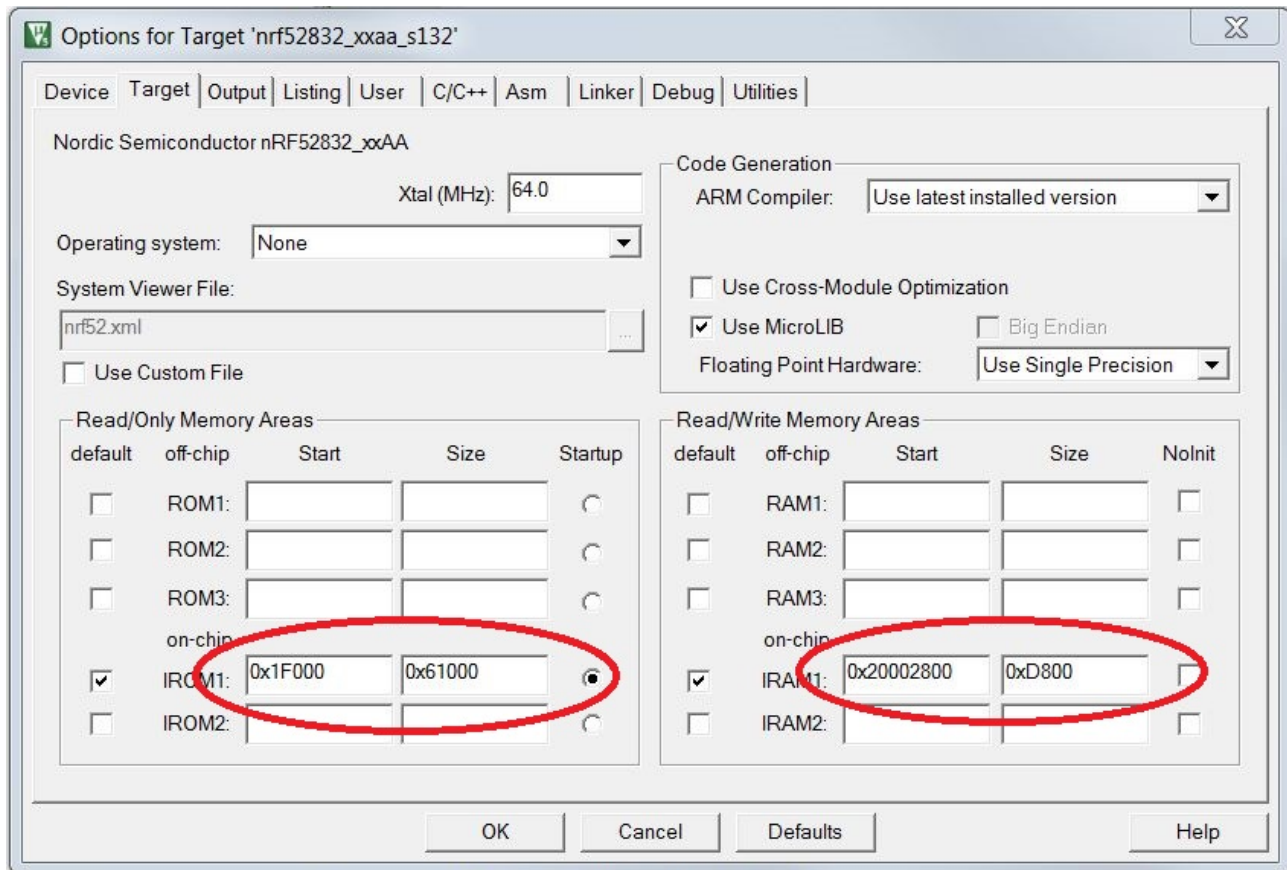 Options for Target 'nrf52832_xxaa_s132'
Device Target Output Listing User C/C++ Asm Linker Debug Utilities
Nordic Semiconductor nRF52832_xxAA
Xtal (MHz): 64.0
Operating system: None
System Viewer File:
nrf52.xml ...
Use Custom File
Code Generation
ARM Compiler: Use latest installed version
Use Cross-Module Optimization
Use MicroLIB Big Endian
Floating Point Hardware: Use Single Precision
Read/Only Memory Areas
default off-chip Start Size Startup
ROM1:
ROM2:
ROM3:
on-chip
IROM1: 0x1F000 0x61000
IROM2:
Read/Write Memory Areas
default off-chip Start Size NoInit
RAM1:
RAM2:
RAM3:
on-chip
IRAM1: 0x20002800 0xD800
IRAM2:
OK Cancel Defaults Help